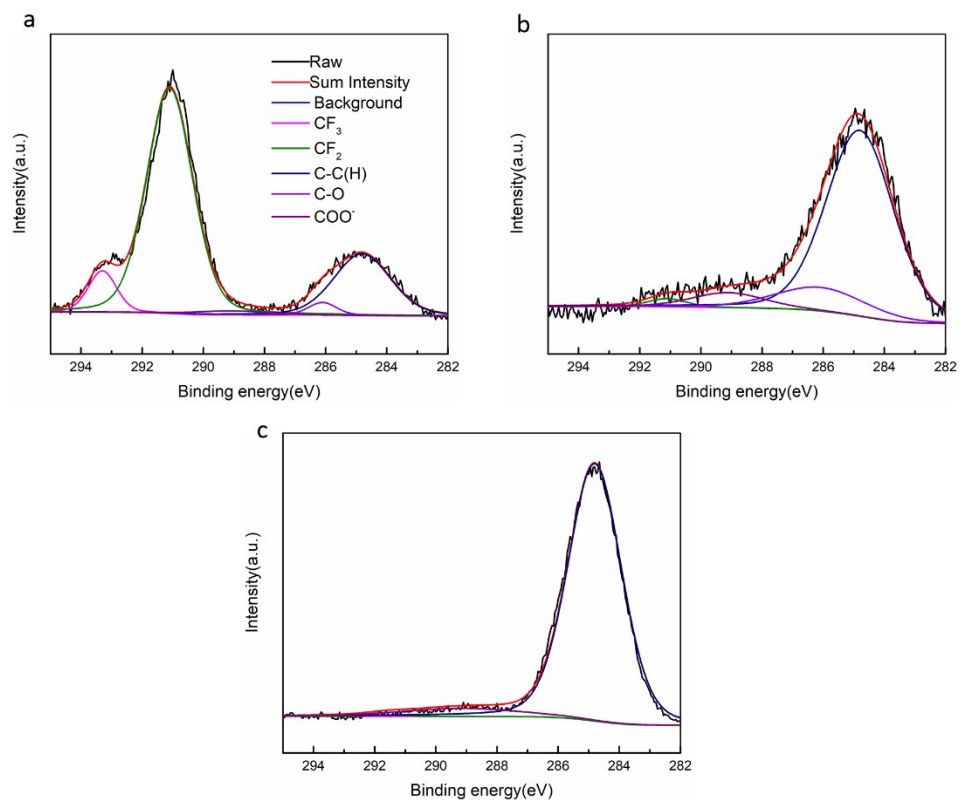 a
Intensity(a.u.)
Raw
Sum Intensity
Background
CF₃
CF₂
C-C(H)
C-O
COO⁻
294 292 290 288 286 284 282
Binding energy(eV)
b
Intensity(a.u.)
294 292 290 288 286 284 282
Binding energy(eV)
c
Intensity(a.u.)
294 292 290 288 286 284 282
Binding energy(eV)